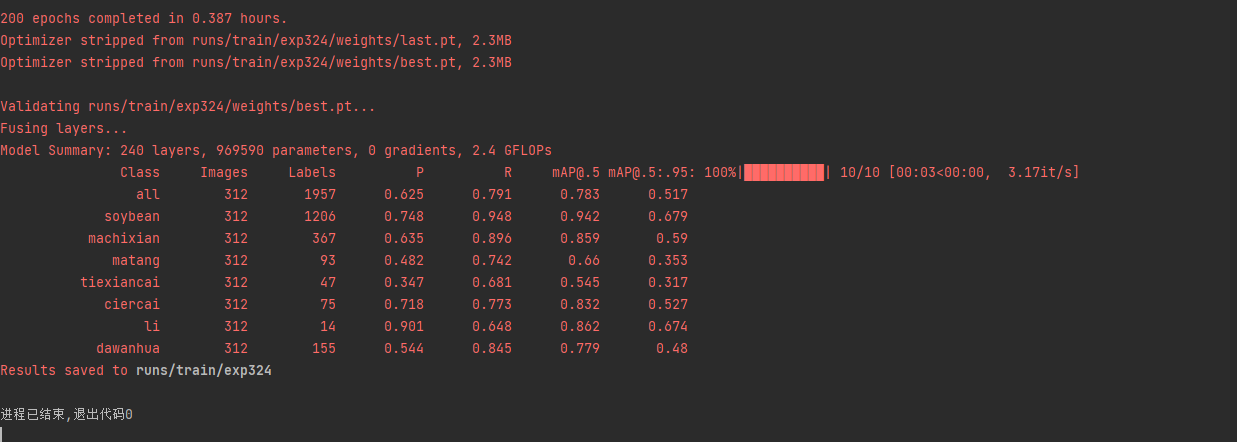 200 epochs completed in 0.387 hours.
Optimizer stripped from runs/train/exp324/weights/last.pt, 2.3MB
Optimizer stripped from runs/train/exp324/weights/best.pt, 2.3MB
Validating runs/train/exp324/weights/best.pt...
Fusing layers...
Model Summary: 240 layers, 969590 parameters, 0 gradients, 2.4 GFLOPs
Class Images Labels P R mAP@.5 mAP@.5:.95: 100%|██████████| 10/10 [00:03<00:00, 3.17it/s]
all 312 1957 0.625 0.791 0.783 0.517
soybean 312 1206 0.748 0.948 0.942 0.679
machixian 312 367 0.635 0.896 0.859 0.59
matang 312 93 0.482 0.742 0.66 0.353
tiexiancai 312 47 0.347 0.681 0.545 0.317
ciercai 312 75 0.718 0.773 0.832 0.527
li 312 14 0.901 0.648 0.862 0.674
dawanhua 312 155 0.544 0.845 0.779 0.48
Results saved to runs/train/exp324
进程已结束,退出代码0